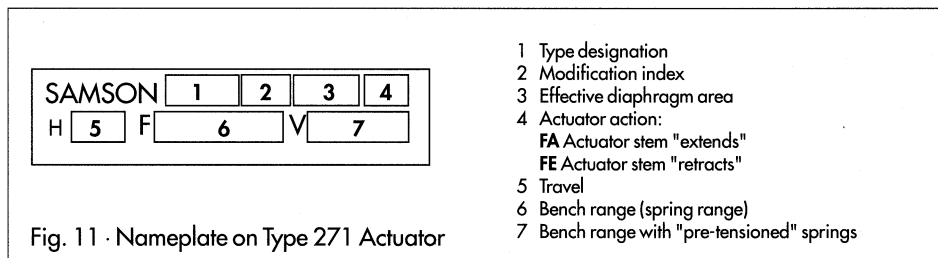 SAMSON 1 2 3 4
H 5 F 6 V 7
Fig. 11 · Nameplate on Type 271 Actuator
1 Type designation
2 Modification index
3 Effective diaphragm area
4 Actuator action:
FA Actuator stem "extends"
FE Actuator stem "retracts"
5 Travel
6 Bench range (spring range)
7 Bench range with "pre-tensioned" springs